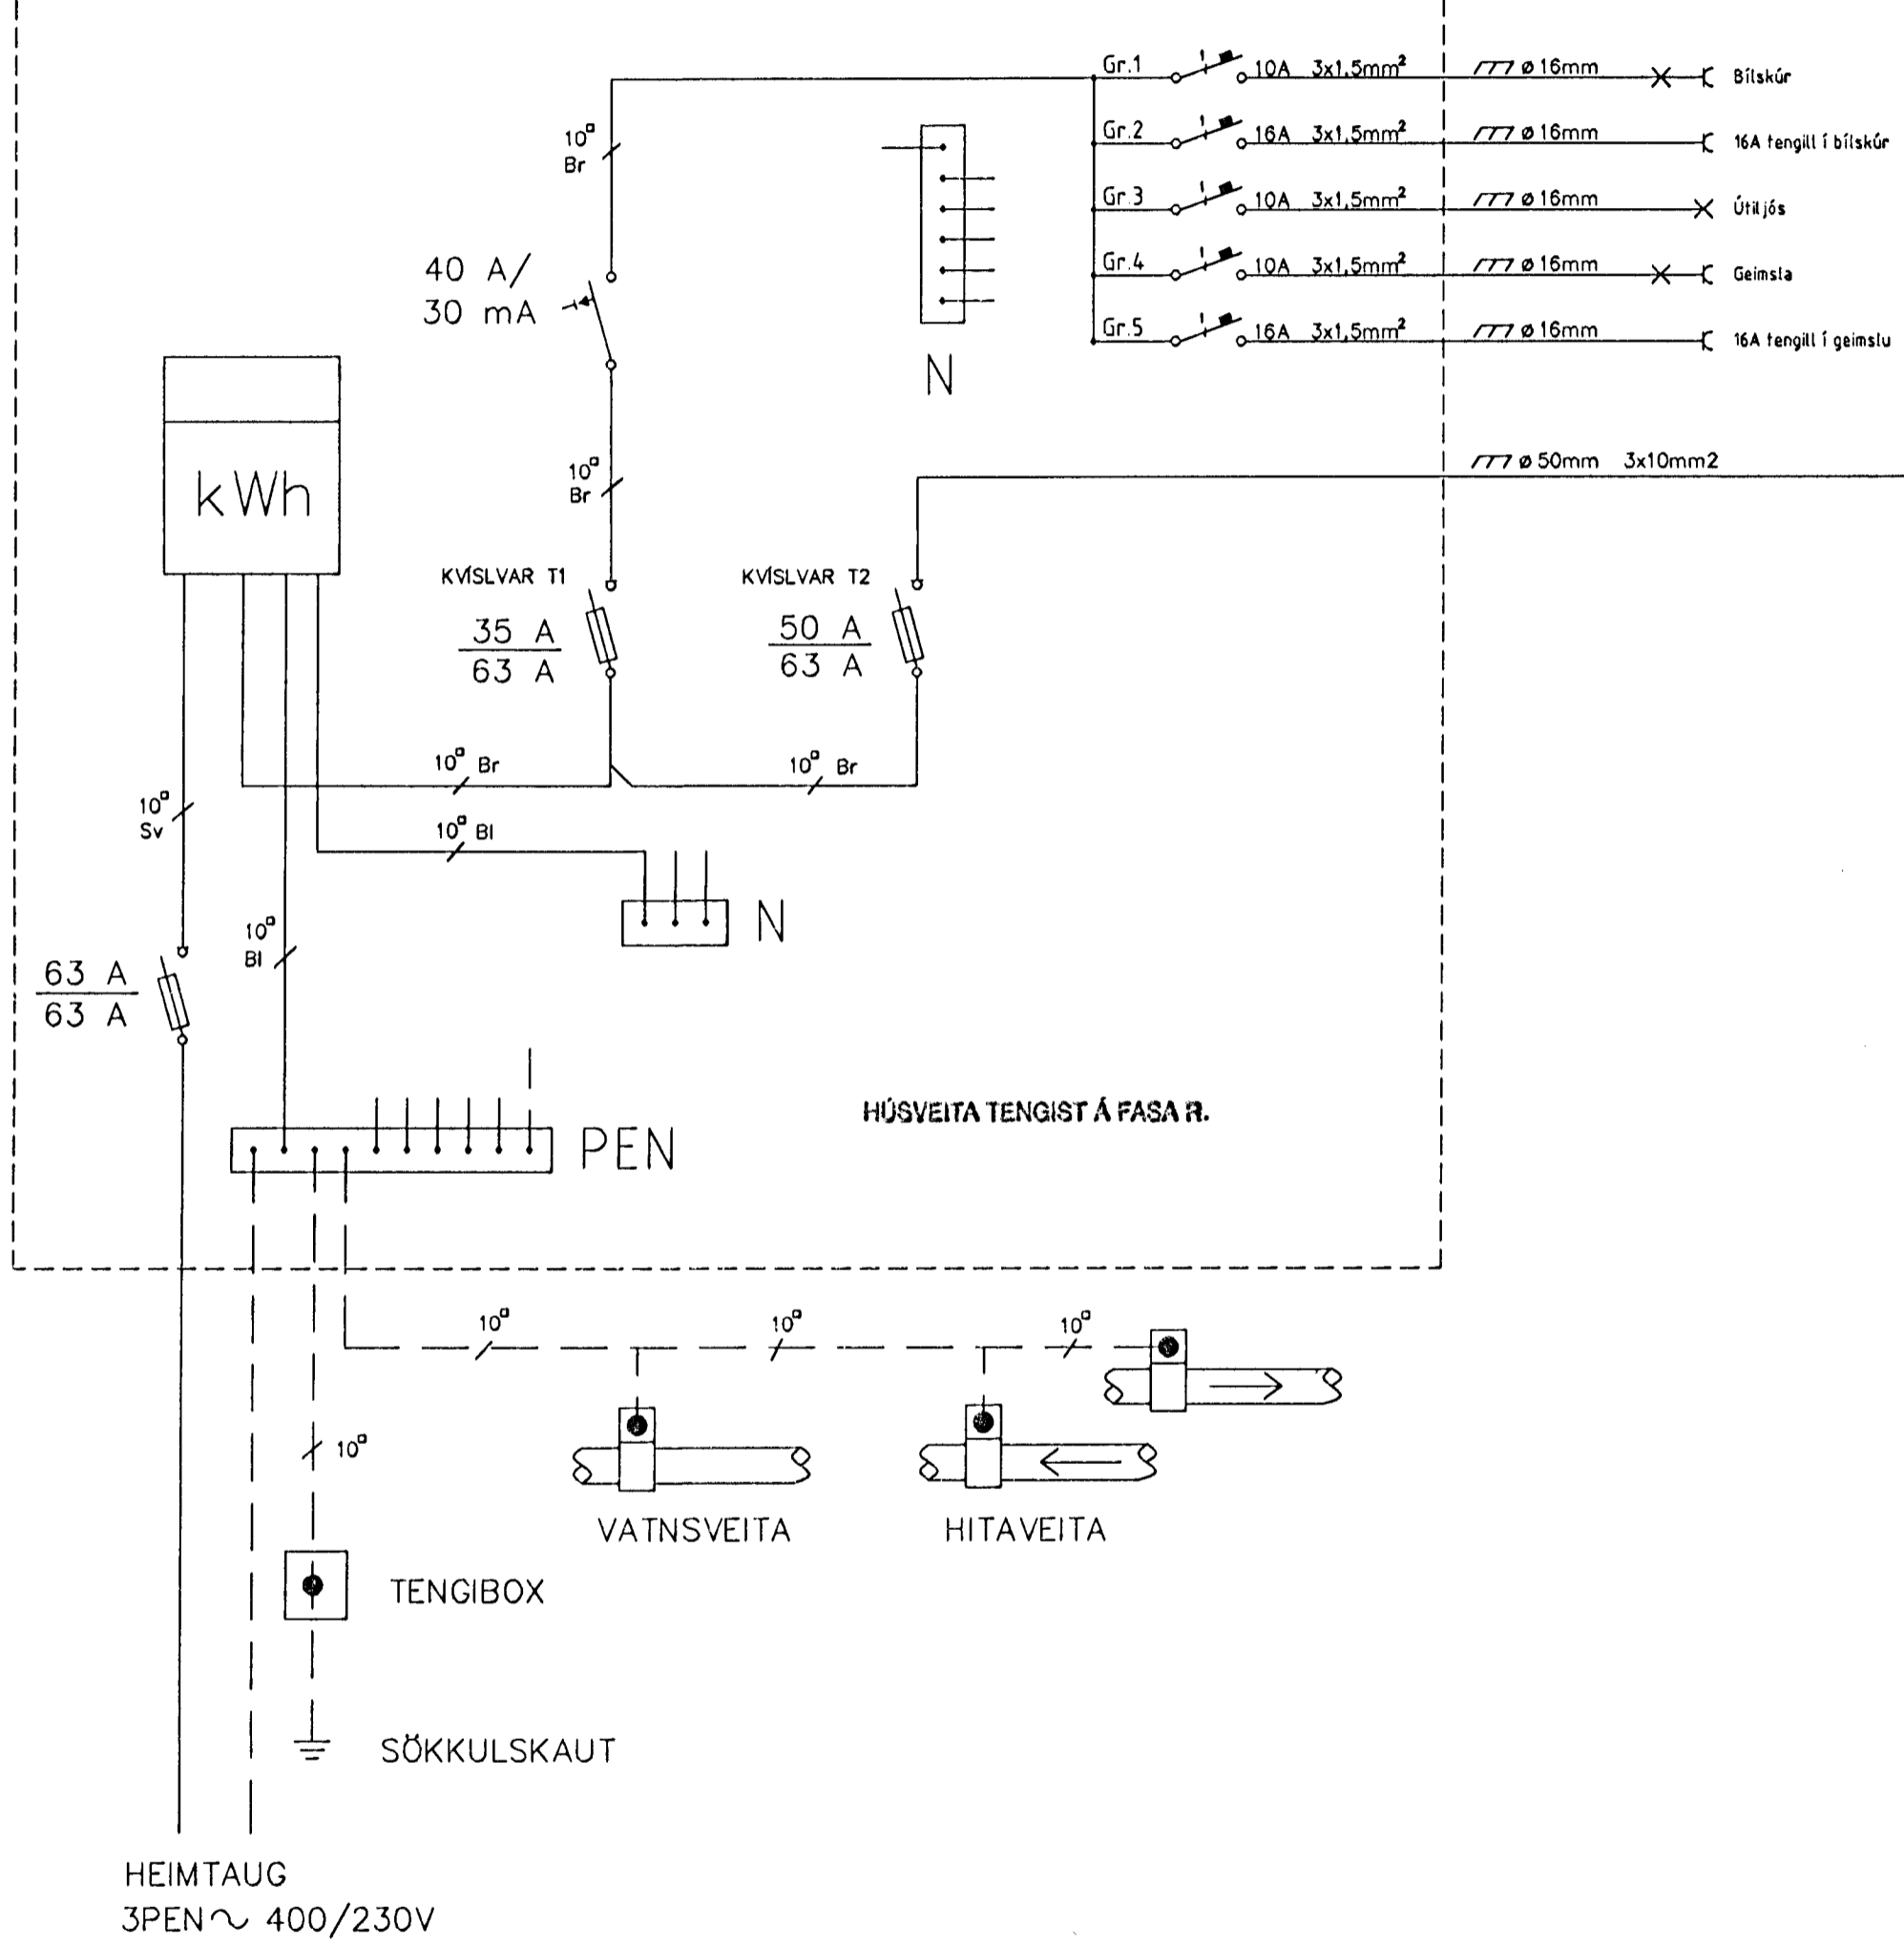 Gr.1 10A 3x1,5mm² ø16mm Bílskúr
Gr.2 16A 3x1,5mm² ø16mm 16A tengill í bílskúr
Gr.3 10A 3x1,5mm² ø16mm Útiljós
Gr.4 10A 3x1,5mm² ø16mm Geimsla
Gr.5 16A 3x1,5mm² ø16mm 16A tengill í geimslu
10▫
Br
40 A/
30 mA
N
kWh
10▫
Br
ø50mm 3x10mm2
KVÍSLVAR T1
35 A
63 A
KVÍSLVAR T2
50 A
63 A
10▫ Br
10▫ Br
10▫
Sv
10▫ Bl
N
10▫
Bl
63 A
63 A
PEN
HÚSVEITA TENGIST Á FASA R.
10▫
10▫
10▫
10▫
VATNSVEITA
HITAVEITA
TENGIBOX
SÖKKULSKAUT
HEIMTAUG
3PEN∼ 400/230V